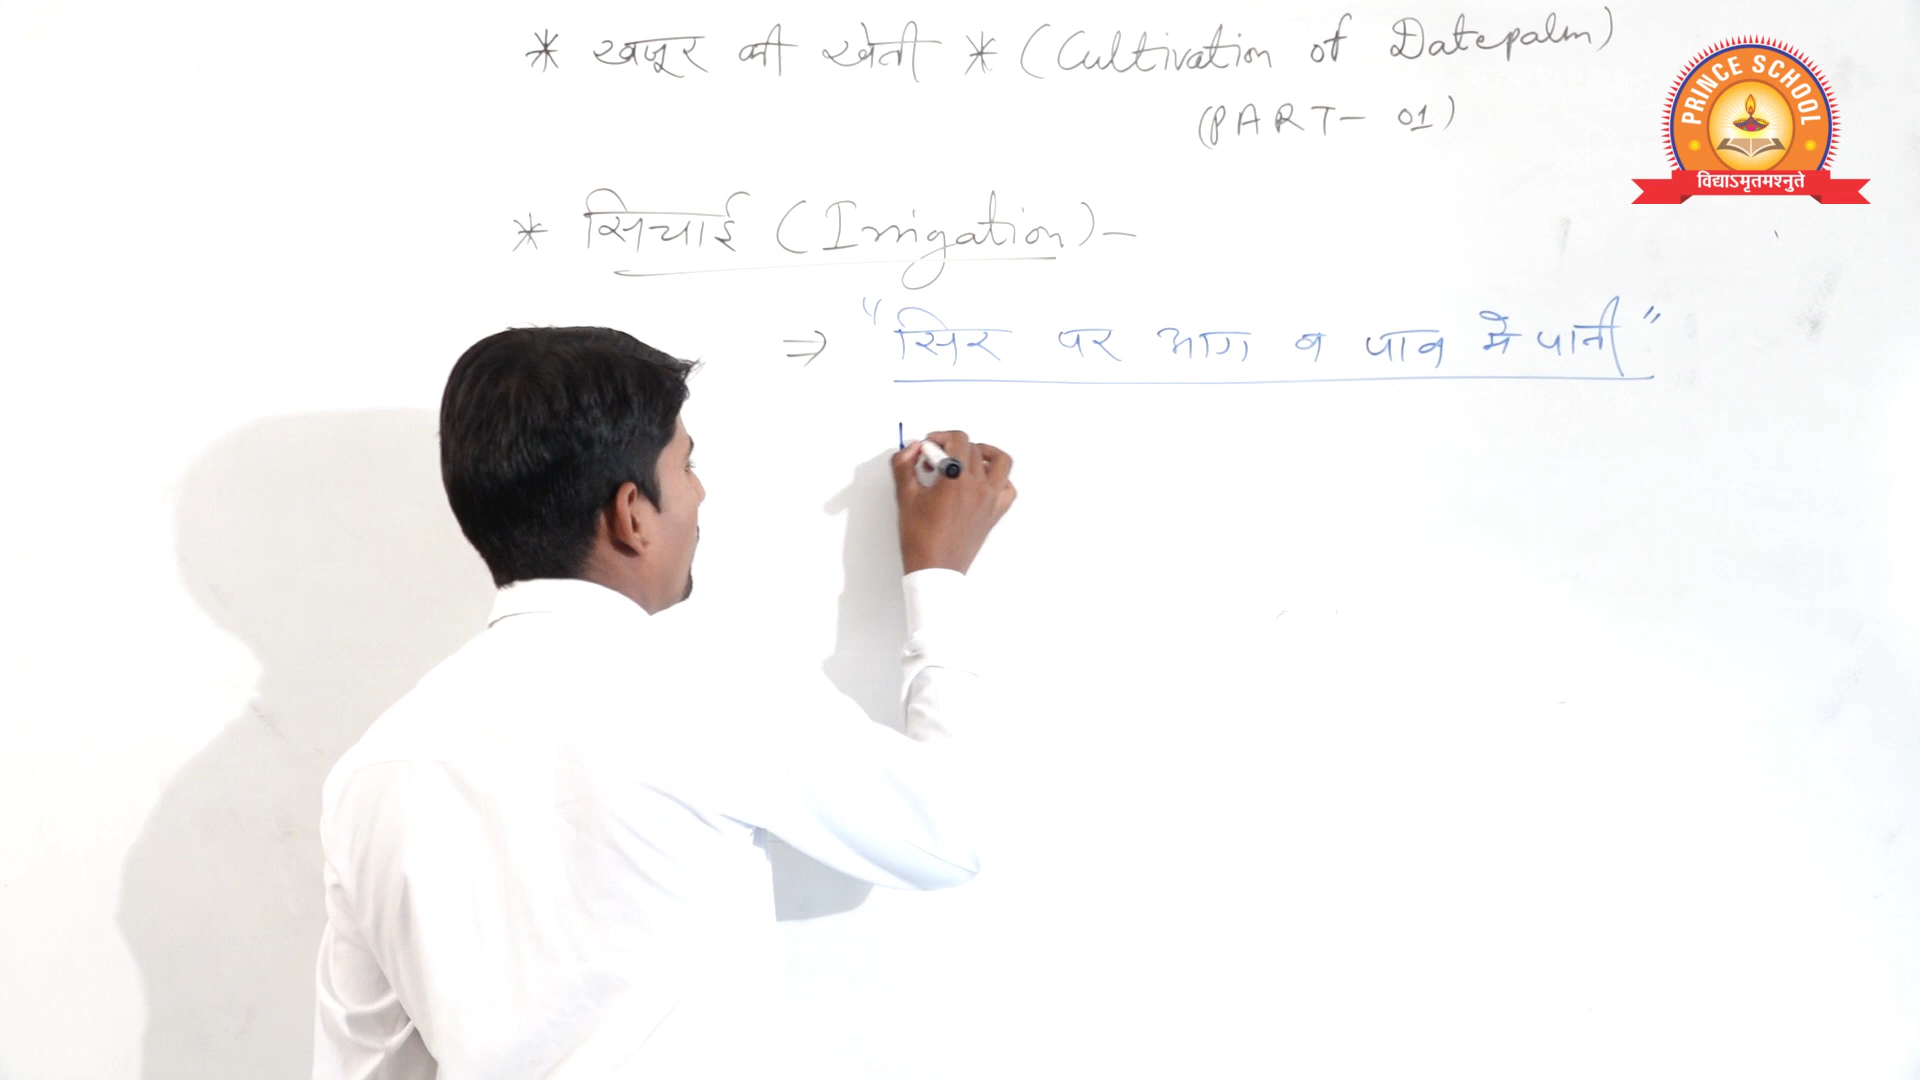 * खजूर की खेती * (Cultivation of Datepalm)
(PART- 01)
PRINCE SCHOOL
विद्याऽमृतमश्नुते
* सिचाई (Irrigation)-
⇒ "सिर पर आग व पाव मे पानी"